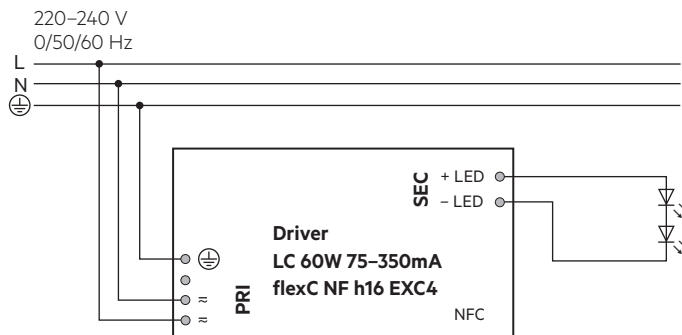 220–240 V
0/50/60 Hz
L
N
SEC
+ LED
– LED
Driver
LC 60W 75–350mA
flexC NF h16 EXC4
PRI
≂
≂
NFC